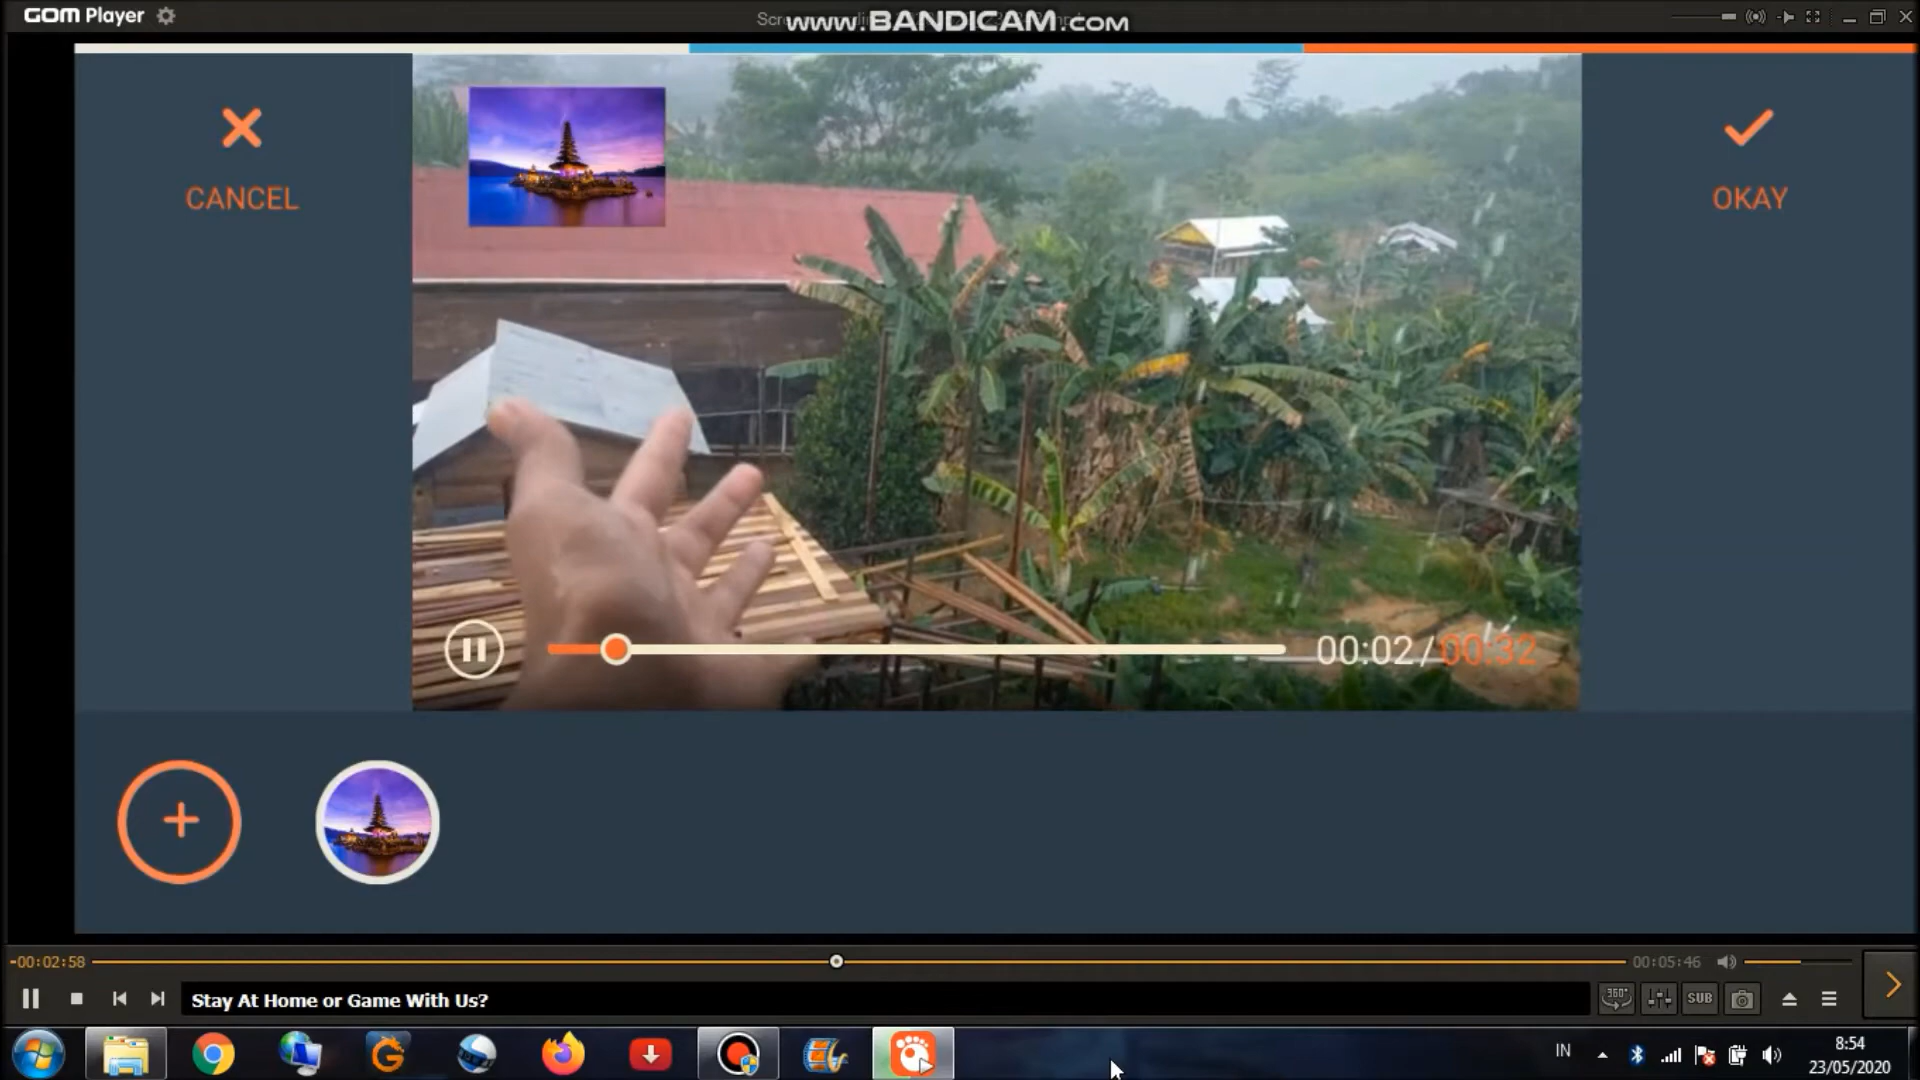 GOM Player
www.BANDICAM.com
CANCEL
OKAY
00:02/00:32
-00:02:58
00:05:46
Stay At Home or Game With Us?
360°
SUB
IN
8:54
23/05/2020